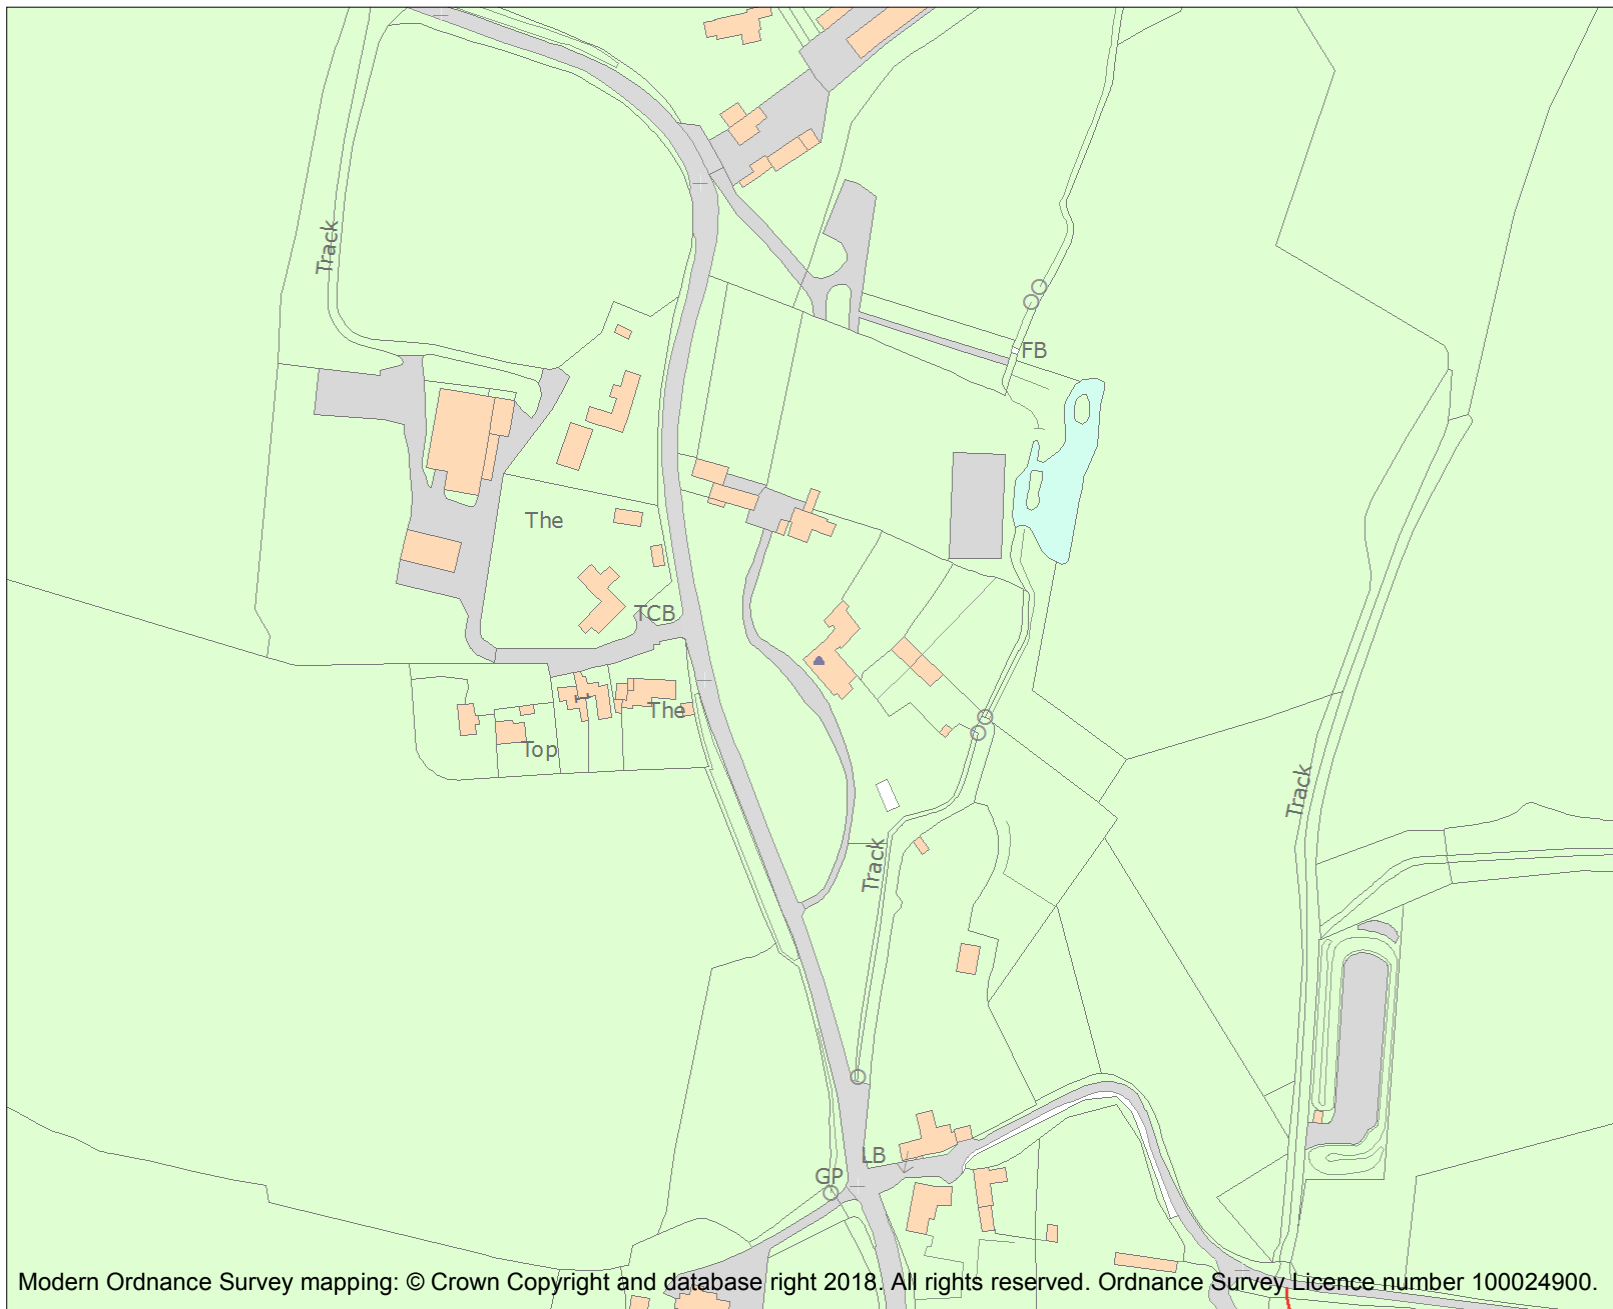 Track
FB
The
TCB
The
Top
Track
Track
LB
GP
Modern Ordnance Survey mapping: © Crown Copyright and database right 2018. All rights reserved. Ordnance Survey Licence number 100024900.